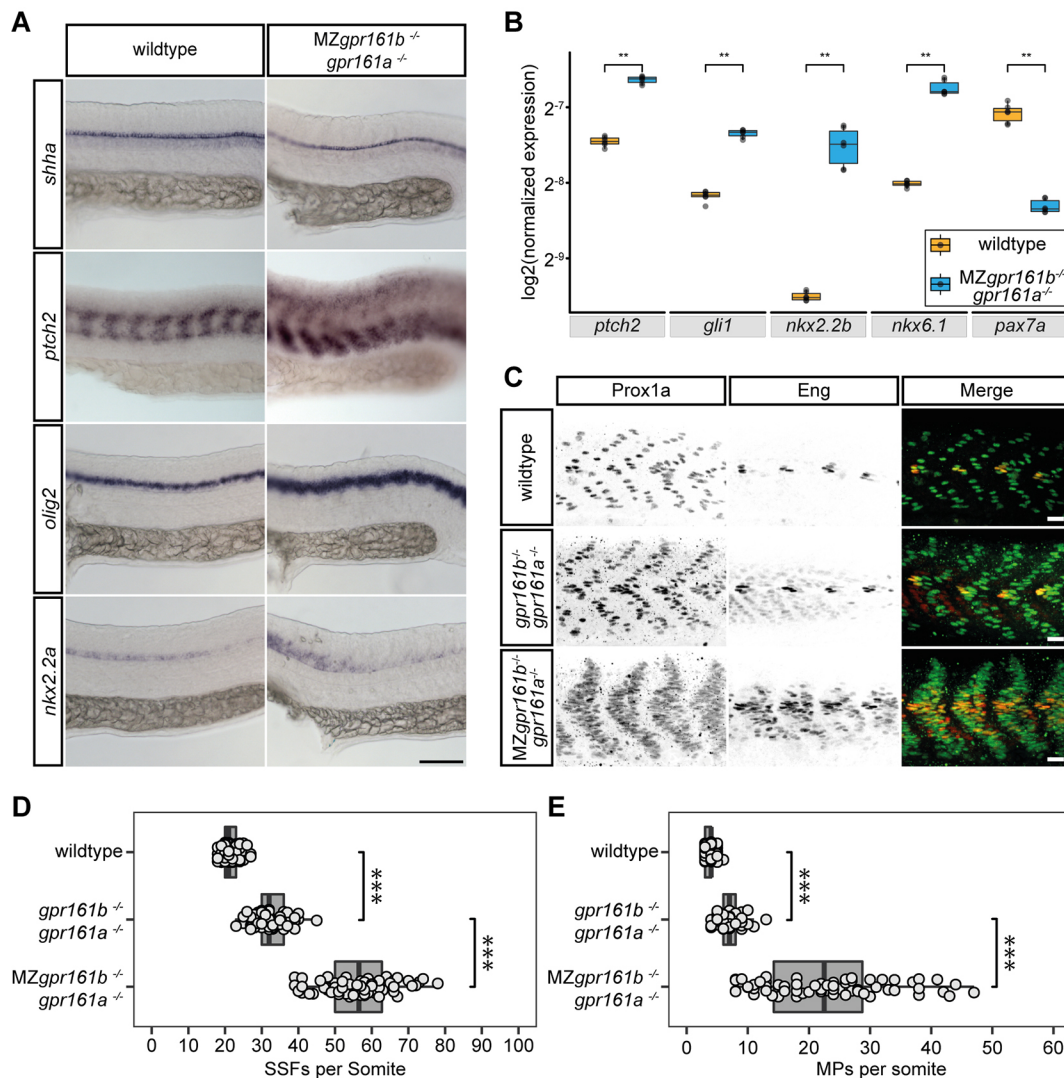 A
wildtype
MZgpr161b -/-
gpr161a -/-
shha
ptch2
olig2
nkx2.2a
B
log2(normalized expression)
2-7
2-8
2-9
**
**
**
**
**
wildtype
MZgpr161b-/-
gpr161a-/-
ptch2
gli1
nkx2.2b
nkx6.1
pax7a
C
Prox1a
Eng
Merge
wildtype
gpr161b-/-
gpr161a-/-
MZgpr161b-/-
gpr161a-/-
D
wildtype
gpr161b -/-
gpr161a -/-
MZgpr161b -/-
gpr161a -/-
***
***
0 10 20 30 40 50 60 70 80 90 100
SSFs per Somite
E
wildtype
gpr161b -/-
gpr161a -/-
MZgpr161b -/-
gpr161a -/-
***
***
0 10 20 30 40 50 60
MPs per somite